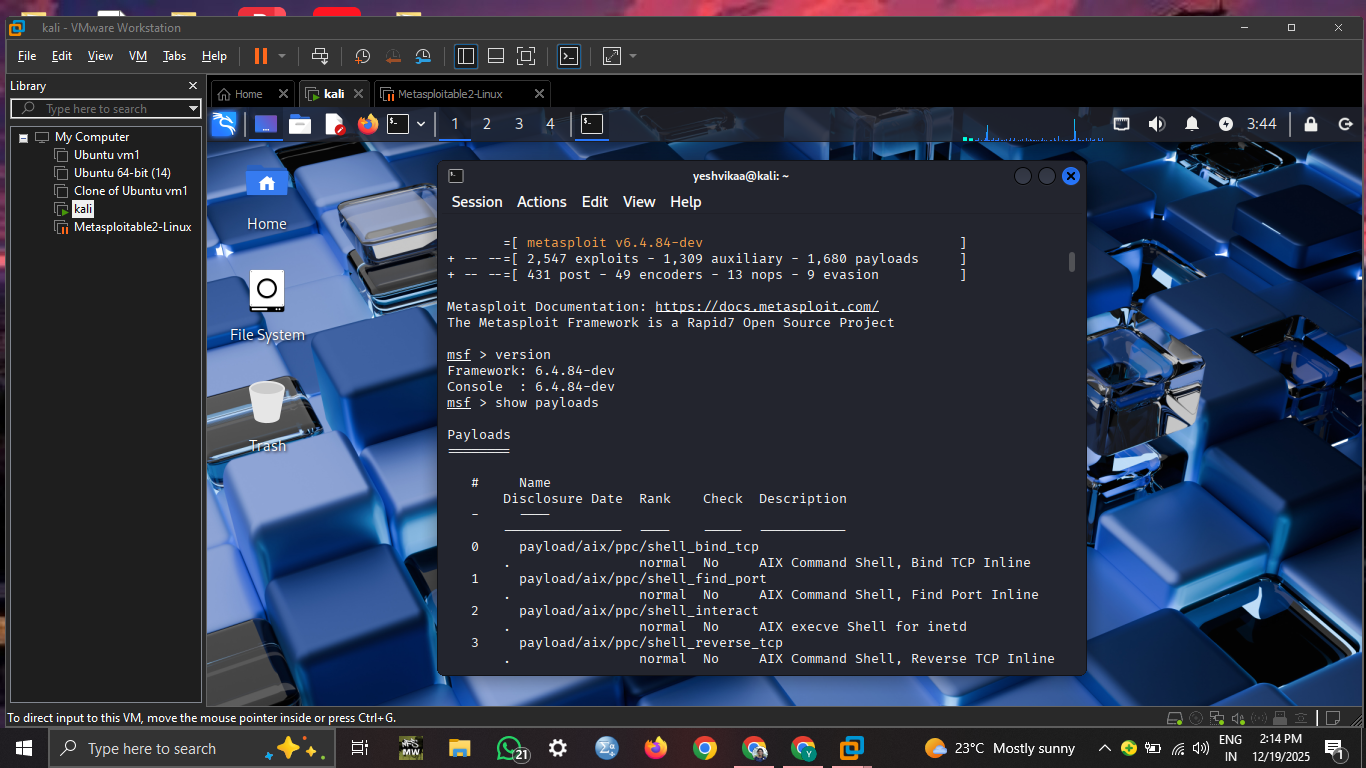 kali - VMware Workstation
File Edit View VM Tabs Help
Library
Type here to search
My Computer
Ubuntu vm1
Ubuntu 64-bit (14)
Clone of Ubuntu vm1
kali
Metasploitable2-Linux
Home kali Metasploitable2-Linux
1 2 3 4 3:44
Home
File System
Trash
yeshvikaa@kali: ~
Session Actions Edit View Help
=[ metasploit v6.4.84-dev ]
+ -- --=[ 2,547 exploits - 1,309 auxiliary - 1,680 payloads ]
+ -- --=[ 431 post - 49 encoders - 13 nops - 9 evasion ]
Metasploit Documentation: https://docs.metasploit.com/
The Metasploit Framework is a Rapid7 Open Source Project
msf > version
Framework: 6.4.84-dev
Console : 6.4.84-dev
msf > show payloads
Payloads
========
# Name
Disclosure Date Rank Check Description
- ----
--------------- ---- ----- -----------
0 payload/aix/ppc/shell_bind_tcp
. normal No AIX Command Shell, Bind TCP Inline
1 payload/aix/ppc/shell_find_port
. normal No AIX Command Shell, Find Port Inline
2 payload/aix/ppc/shell_interact
. normal No AIX execve Shell for inetd
3 payload/aix/ppc/shell_reverse_tcp
. normal No AIX Command Shell, Reverse TCP Inline
To direct input to this VM, move the mouse pointer inside or press Ctrl+G.
Type here to search
MW
21
Y
23°C Mostly sunny
ENG
IN
2:14 PM
12/19/2025
1